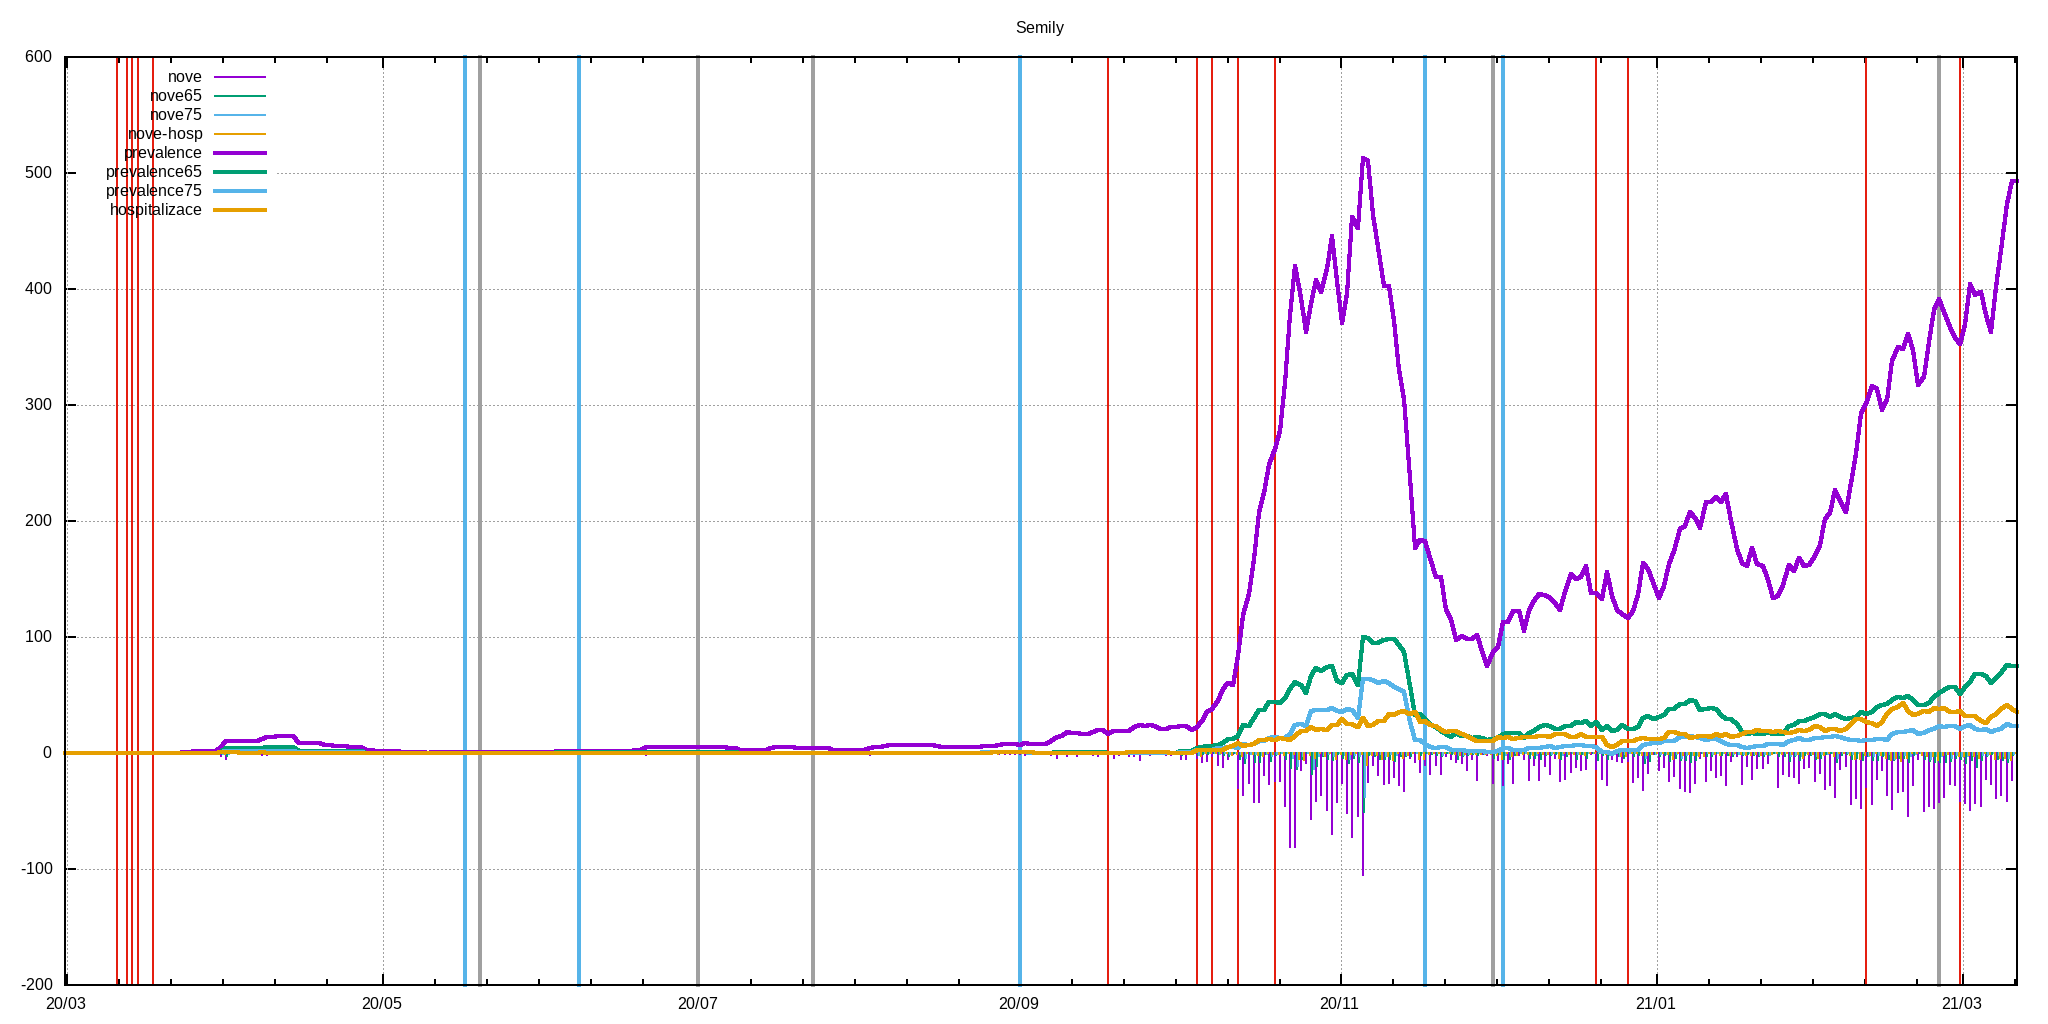 Semily
600
500
400
300
200
100
0
-100
-200
nove
nove65
nove75
nove-hosp
prevalence
prevalence65
prevalence75
hospitalizace
20/03 20/05 20/07 20/09 20/11 21/01 21/03